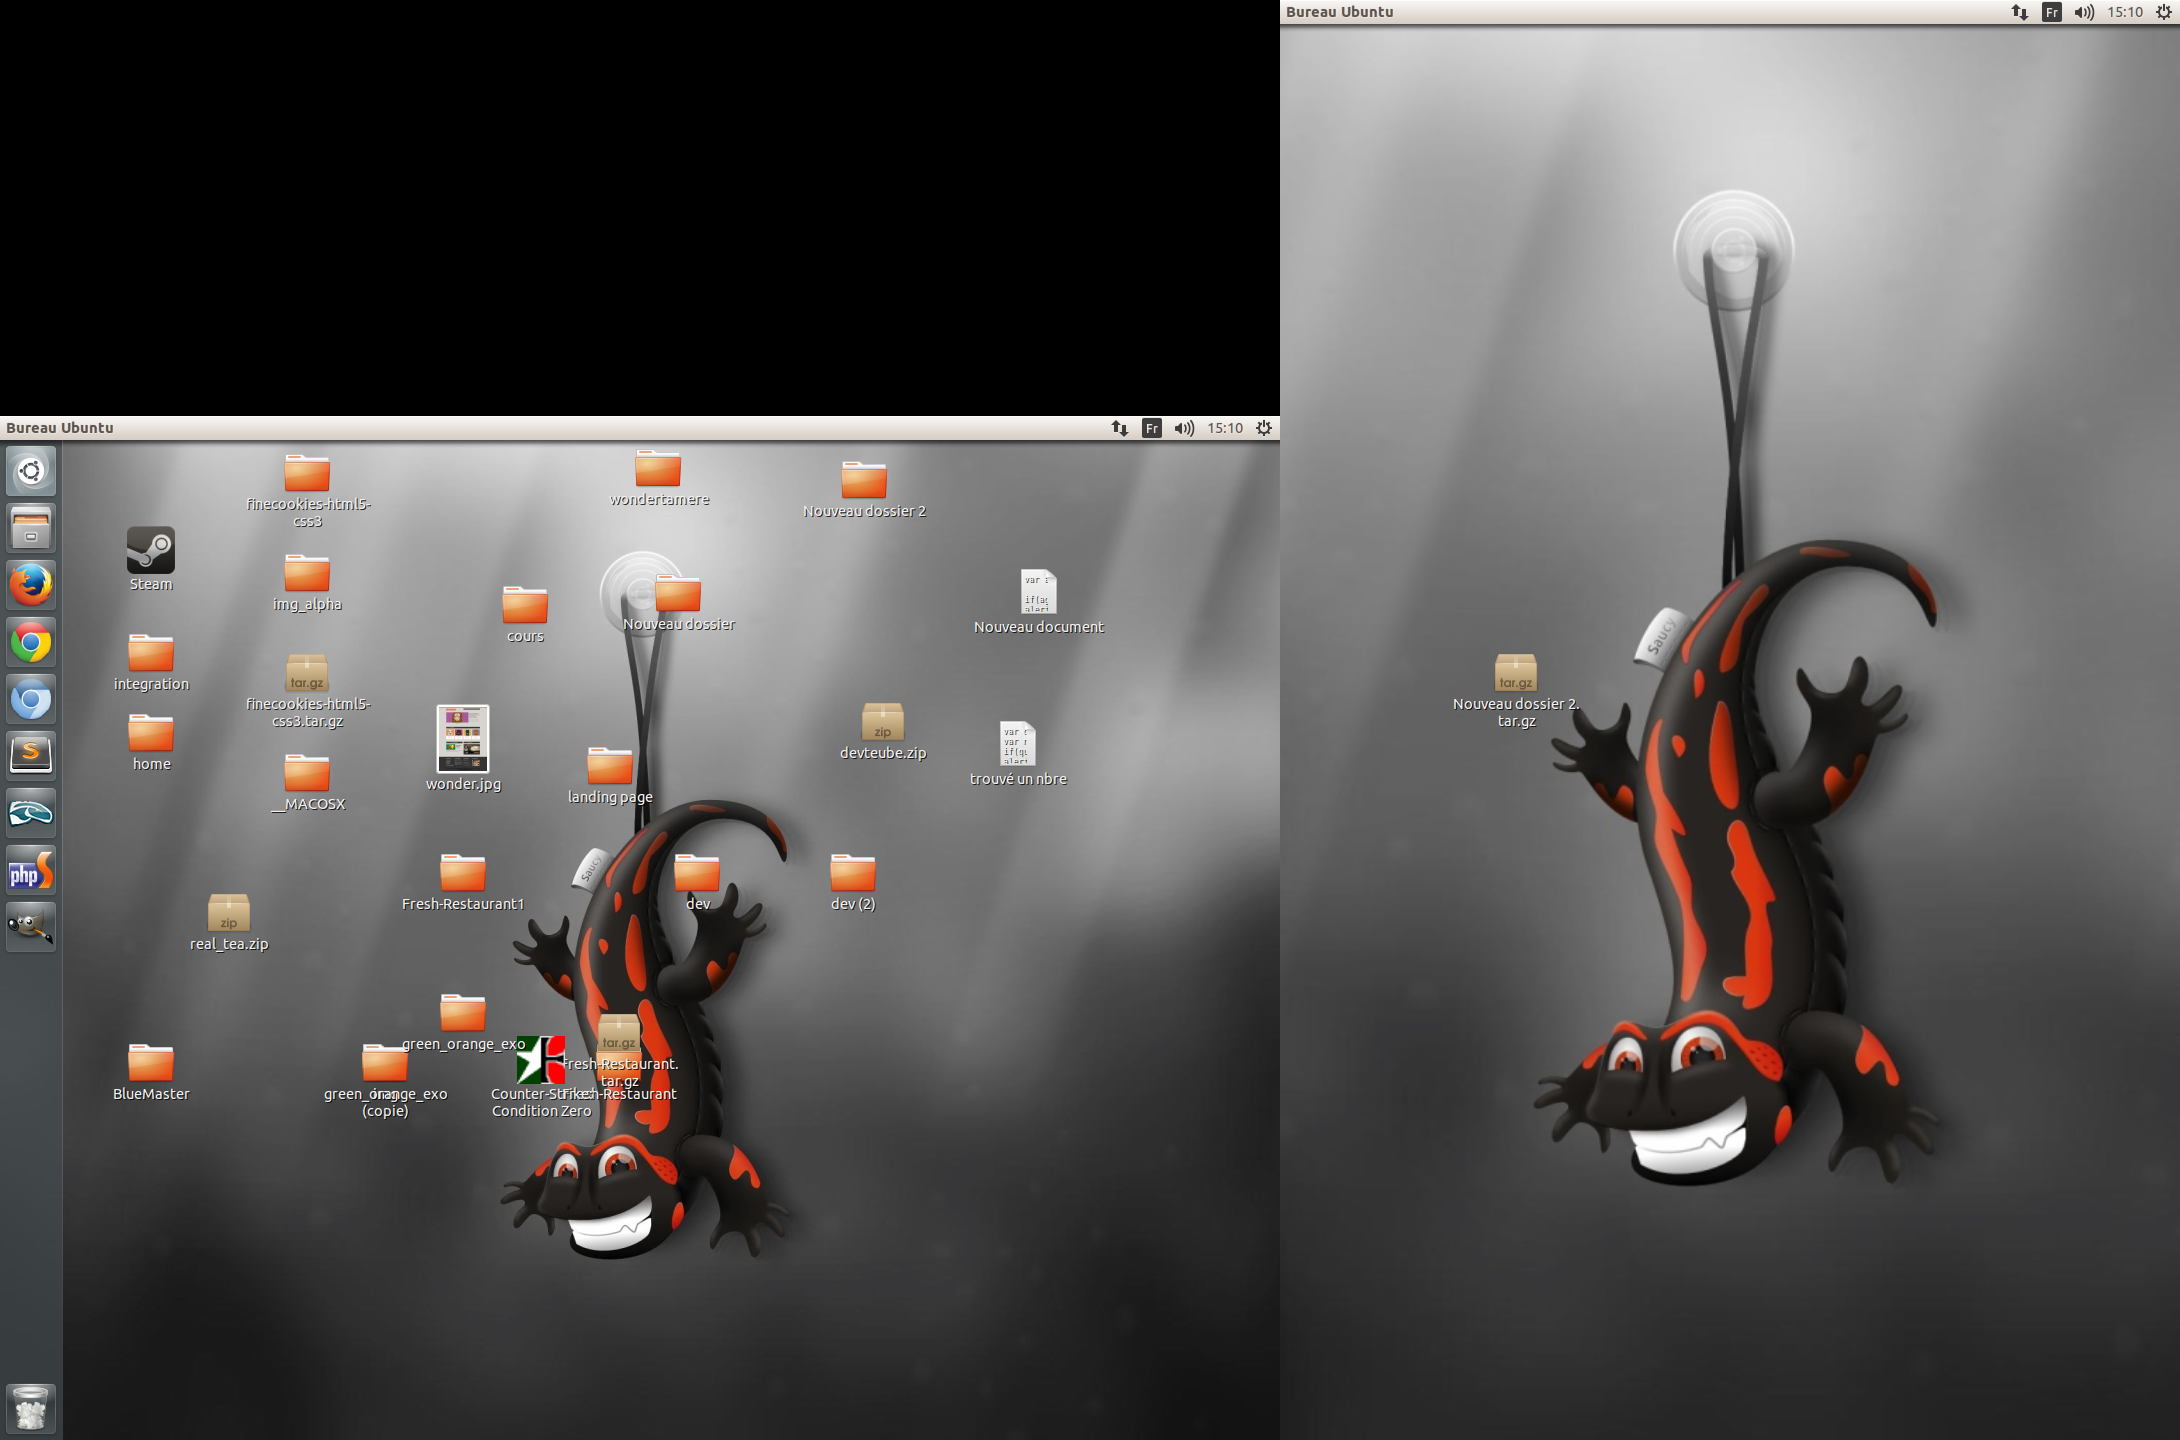 Bureau Ubuntu
Fr
15:10
Bureau Ubuntu
Fr
15:10
finecookies-html5-
css3
wondertamere
Nouveau dossier 2
Steam
img_alpha
cours
Nouveau dossier
Nouveau document
integration
finecookies-html5-
css3.tar.gz
tar.gz
home
__MACOSX
wonder.jpg
landing page
zip
devteube.zip
trouvé un nbre
S
php
Saucy
Fresh-Restaurant1
dev
dev (2)
zip
real_tea.zip
green_orange_exo
BlueMaster
green_orange_exo
(copie)
Condition Zero
tar.gz
Fresh-Restaurant.
tar.gz
Fresh-Restaurant
Saucy
tar.gz
Nouveau dossier 2.
tar.gz